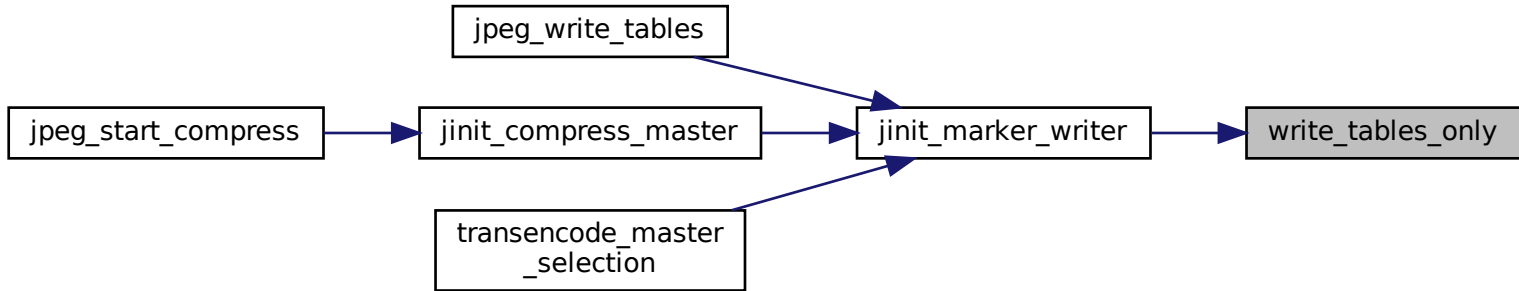 jpeg_write_tables
jpeg_start_compress
jinit_compress_master
jinit_marker_writer
write_tables_only
transencode_master
_selection